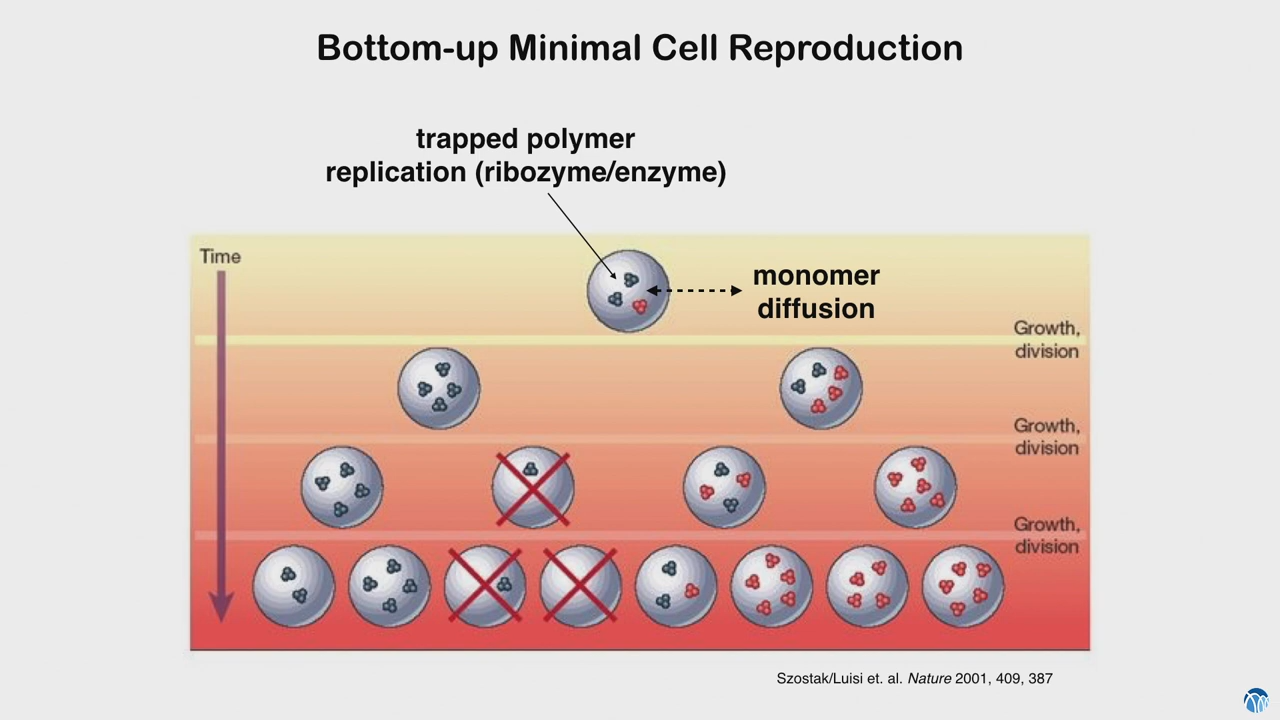 Bottom-up Minimal Cell Reproduction
trapped polymer
replication (ribozyme/enzyme)
Time
monomer
diffusion
Growth,
division
Growth,
division
Growth,
division
Szostak/Luisi et. al. Nature 2001, 409, 387